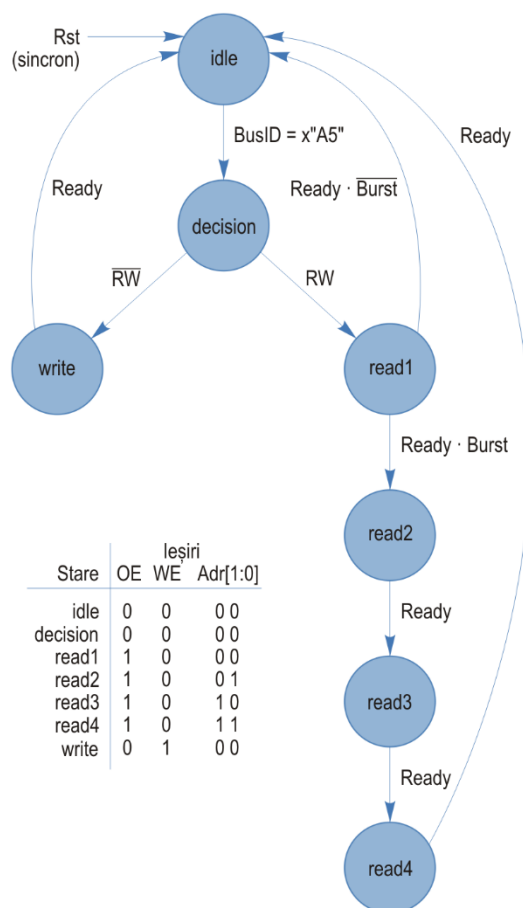 Rst
(sincron)
idle
BusID = x"A5"
Ready
Ready
Ready · B̅u̅r̅s̅t̅
decision
R̅W̅
RW
write
read1
Ready · Burst
read2
Ieșiri
Stare OE WE Adr[1:0]
idle 0 0 0 0
decision 0 0 0 0
read1 1 0 0 0
read2 1 0 0 1
read3 1 0 1 0
read4 1 0 1 1
write 0 1 0 0
Ready
read3
Ready
read4